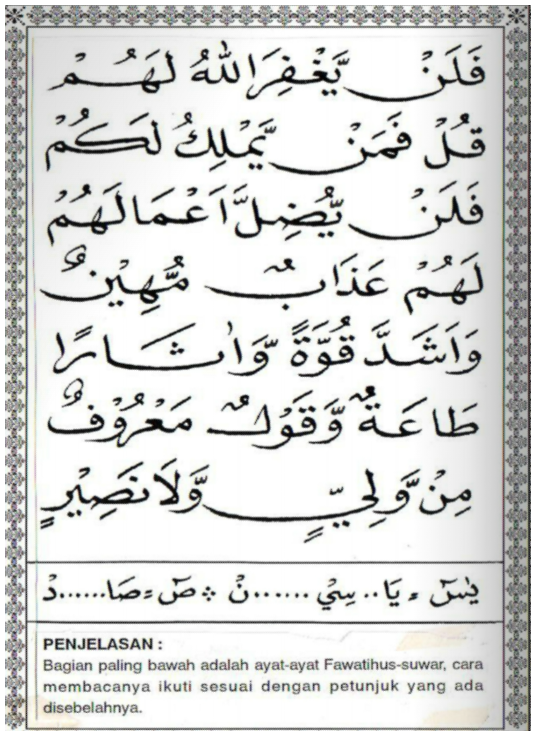 فَلَنْ يَّغْفِرَ اللهُ لَهُمْ
قُلْ فَمَنْ يَّمْلِكُ لَكُمْ
فَلَنْ يُّضِلَّ اَعْمَالَهُمْ
لَهُمْ عَذَابٌ مُّهِيْنٌ
وَاَشَدَّ قُوَّةً وَّاٰثَارًا
طَاعَةٌ وَّقَوْلٌ مَعْرُوْفٌ
مِنْ وَّلِيٍّ وَّلَا نَصِيْرٍ
يٰسٓ = يَا.. سِيْ.......نْ ⁘ صٓ = صَا......دْ
PENJELASAN :
Bagian paling bawah adalah ayat-ayat Fawatihus-suwar, cara
membacanya ikuti sesuai dengan petunjuk yang ada
disebelahnya.